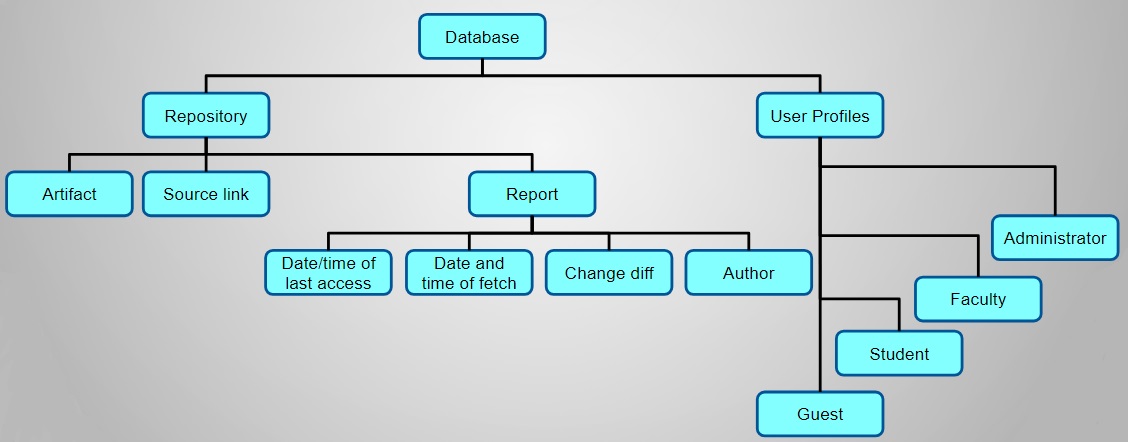 Database
Repository
User Profiles
Artifact
Source link
Report
Administrator
Date/time of
last access
Date and
time of fetch
Change diff
Author
Faculty
Student
Guest